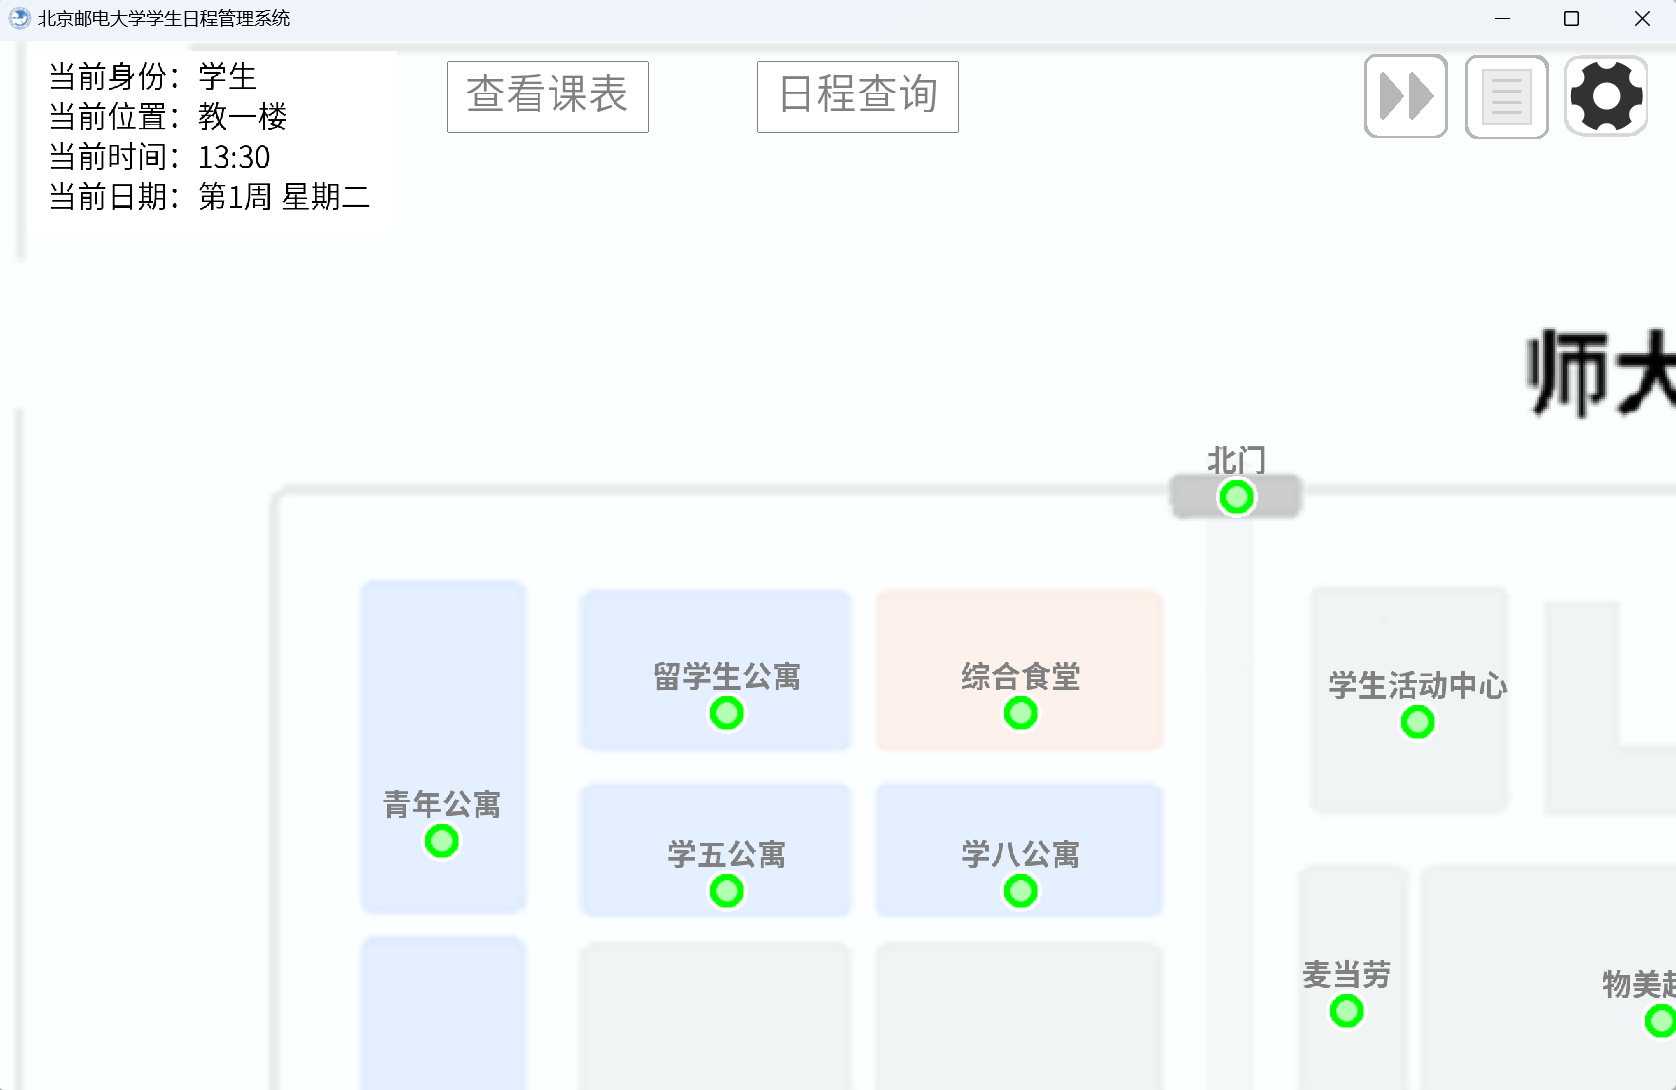 北京邮电大学学生日程管理系统
当前身份：学生
当前位置：教一楼
当前时间：13:30
当前日期：第1周 星期二
查看课表
日程查询
师大
北门
留学生公寓
综合食堂
学生活动中心
青年公寓
学五公寓
学八公寓
麦当劳
物美